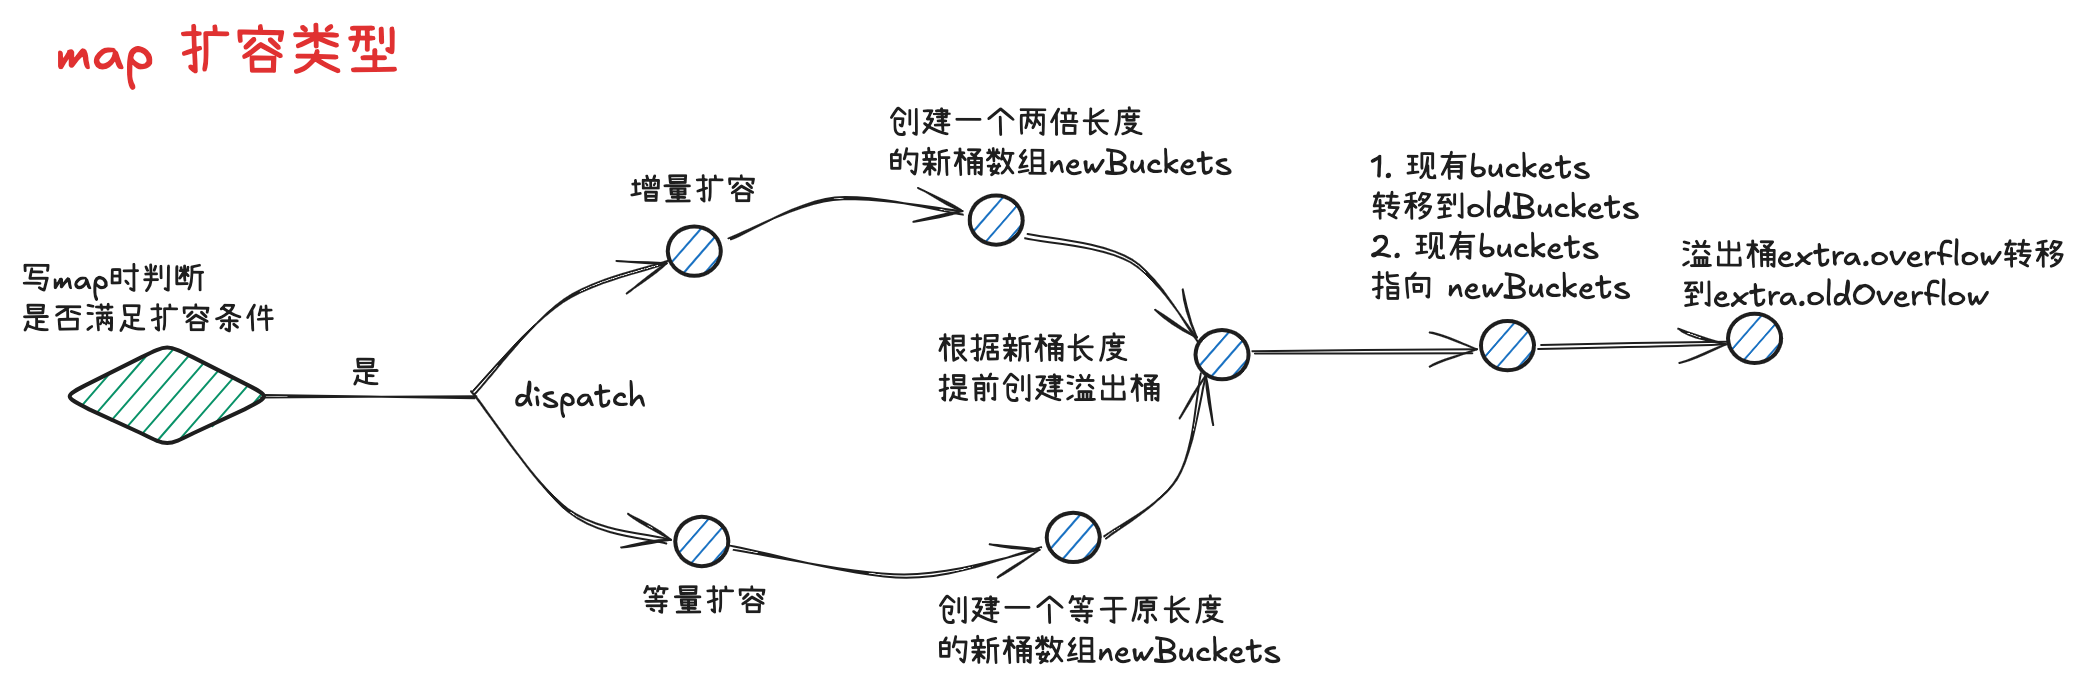 map 扩容类型
写map时判断
是否满足扩容条件
是
dispatch
增量扩容
创建一个两倍长度
的新桶数组newBuckets
等量扩容
创建一个等于原长度
的新桶数组newBuckets
根据新桶长度
提前创建溢出桶
1. 现有buckets
转移到oldBuckets
2. 现有buckets
指向 newBuckets
溢出桶extra.overflow转移
到extra.oldOverflow